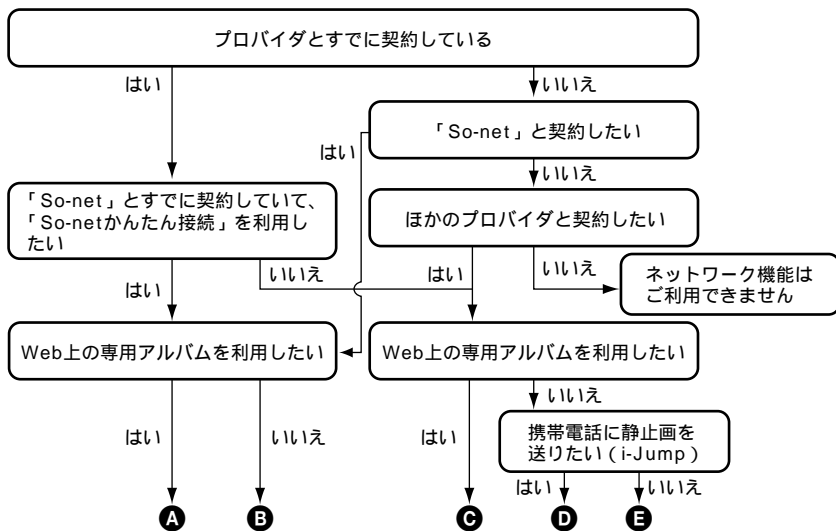 プロバイダとすでに契約している
はい
いいえ
「So-net」と契約したい
はい
いいえ
「So-net」とすでに契約していて、
「So-netかんたん接続」を利用し
たい
ほかのプロバイダと契約したい
はい
いいえ
はい
いいえ
ネットワーク機能は
ご利用できません
Web上の専用アルバムを利用したい
Web上の専用アルバムを利用したい
はい
いいえ
はい
いいえ
携帯電話に静止画を
送りたい（i-Jump）
はい
いいえ
A
B
C
D
E